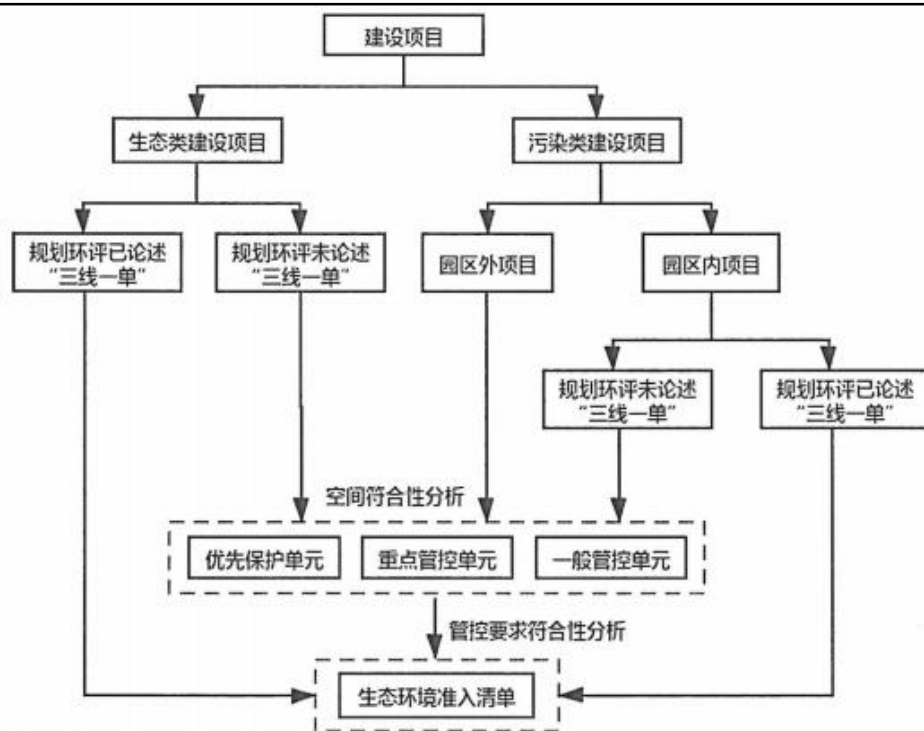 建设项目
生态类建设项目
污染类建设项目
规划环评已论述
“三线一单”
规划环评未论述
“三线一单”
园区外项目
园区内项目
规划环评未论述
“三线一单”
规划环评已论述
“三线一单”
空间符合性分析
优先保护单元
重点管控单元
一般管控单元
管控要求符合性分析
生态环境准入清单